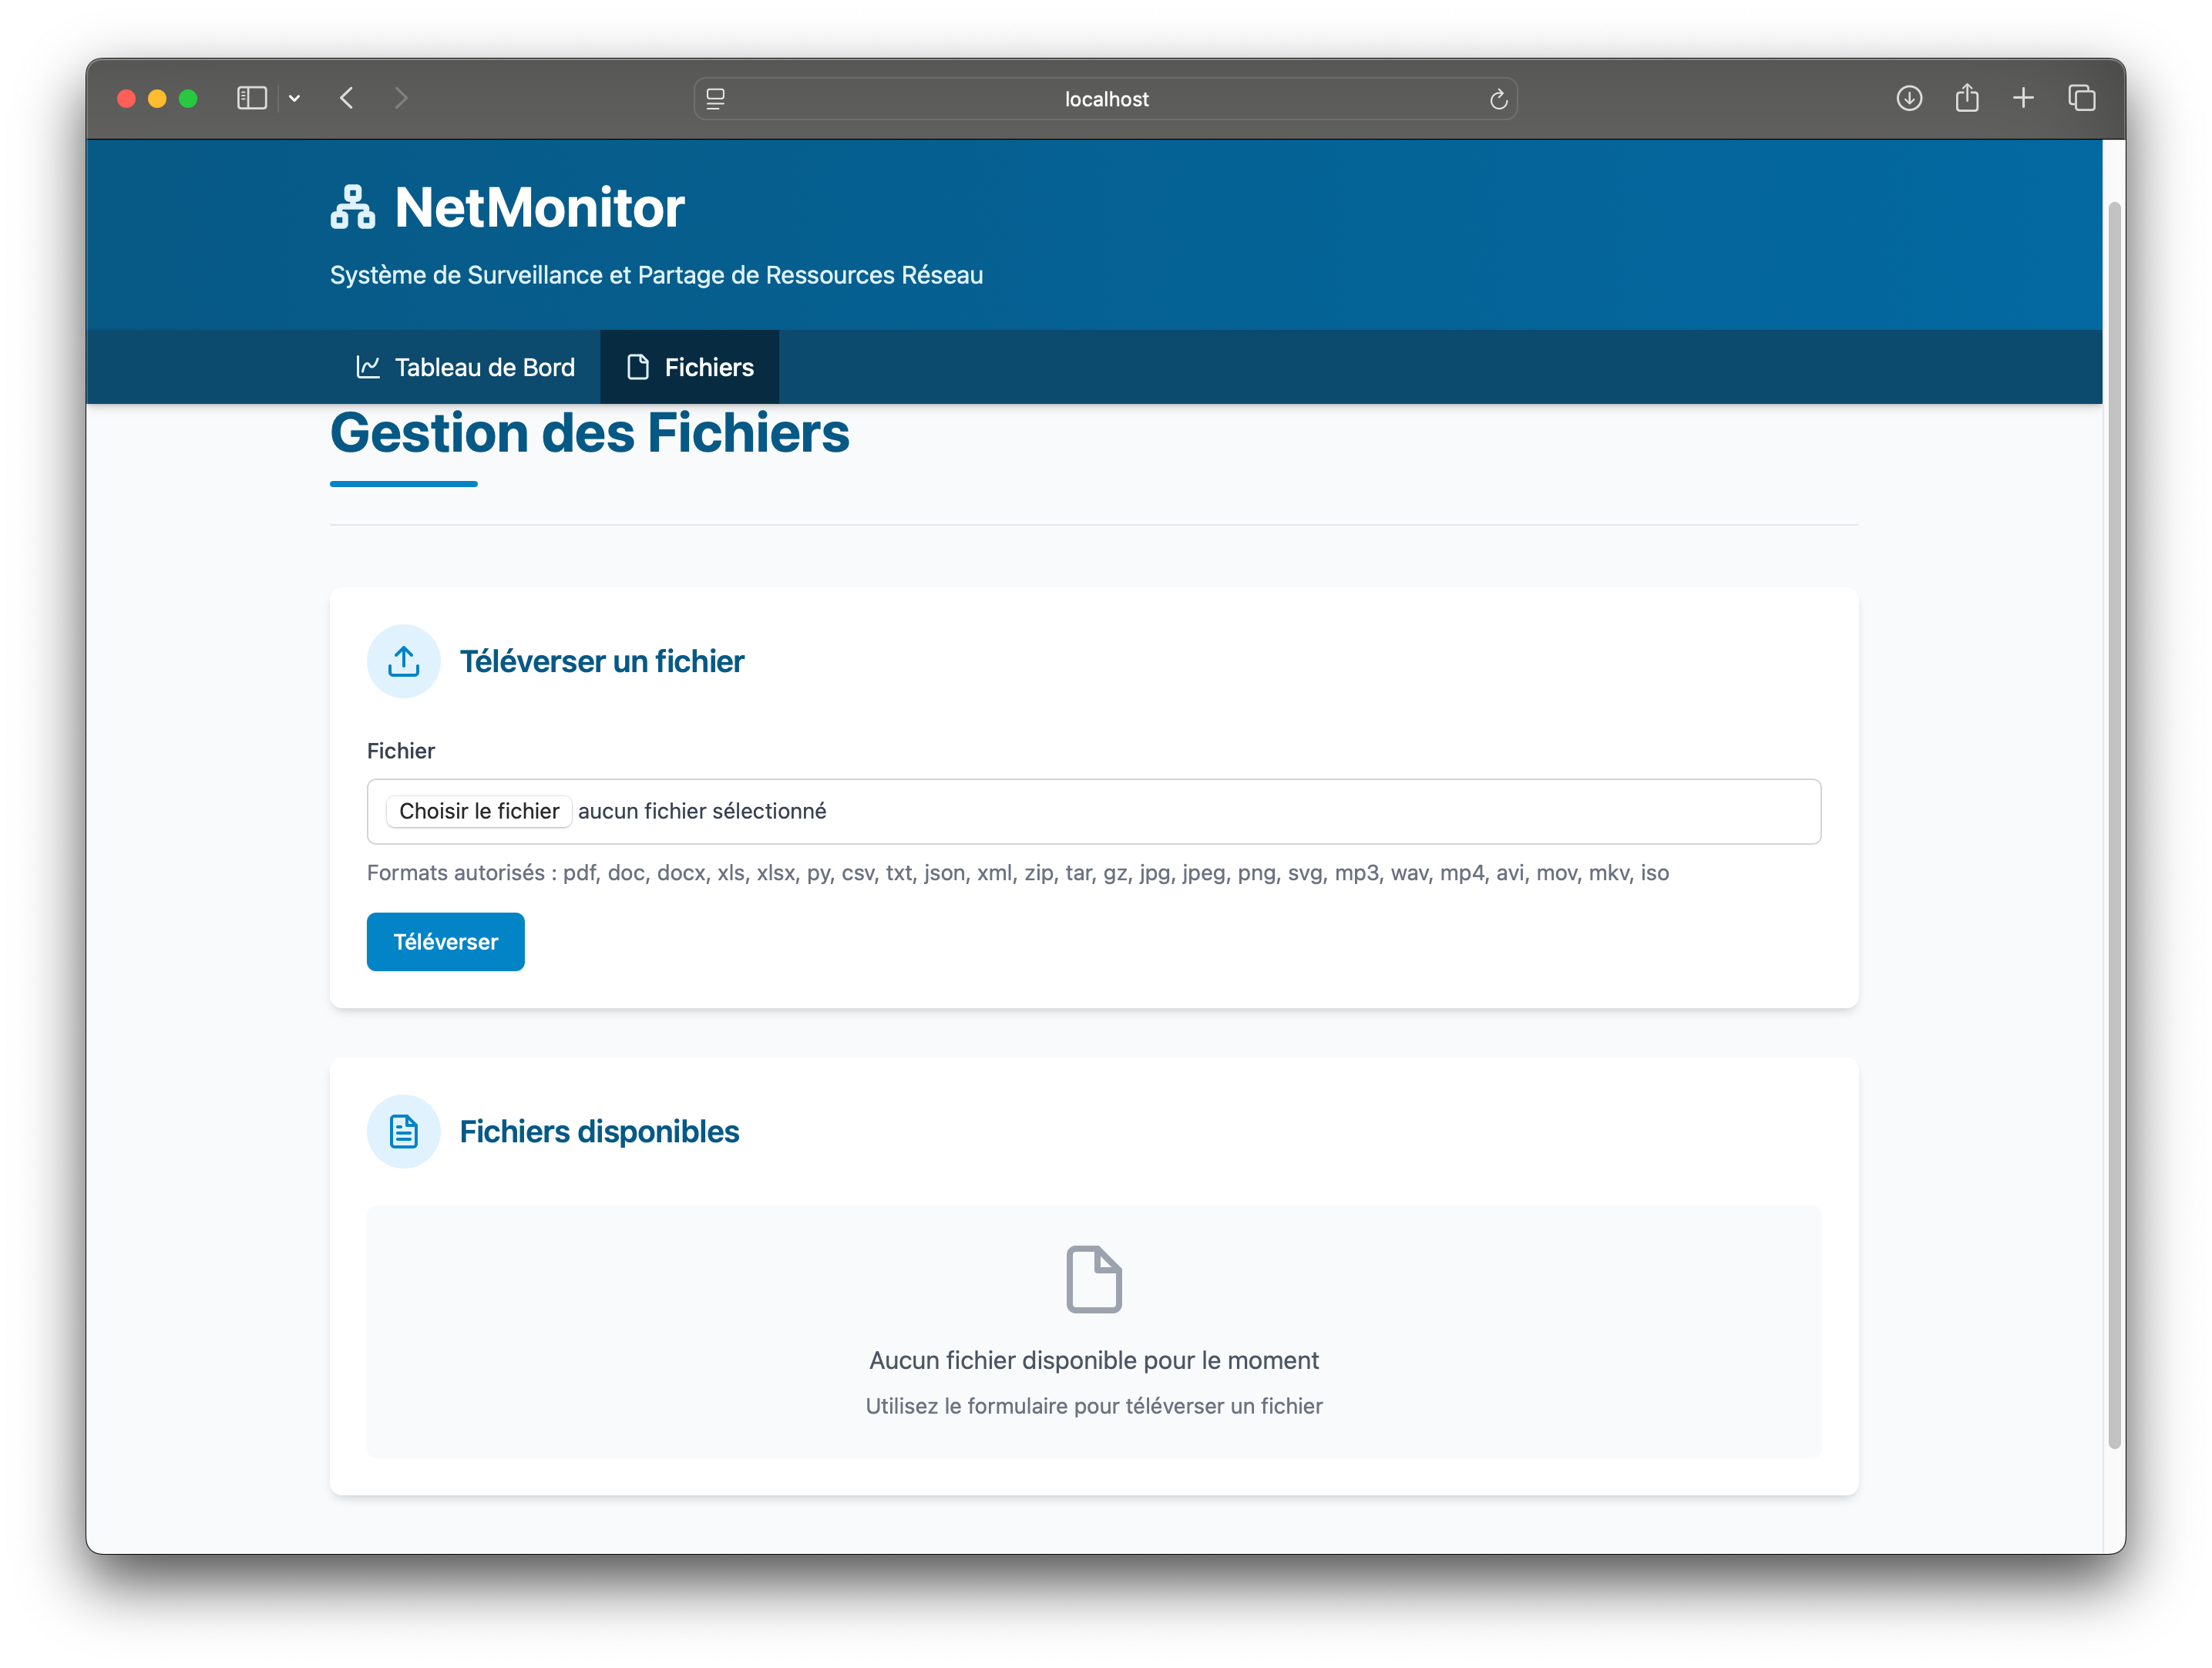 localhost
NetMonitor
Système de Surveillance et Partage de Ressources Réseau
Tableau de Bord
Fichiers
Gestion des Fichiers
Téléverser un fichier
Fichier
Choisir le fichier aucun fichier sélectionné
Formats autorisés : pdf, doc, docx, xls, xlsx, py, csv, txt, json, xml, zip, tar, gz, jpg, jpeg, png, svg, mp3, wav, mp4, avi, mov, mkv, iso
Téléverser
Fichiers disponibles
Aucun fichier disponible pour le moment
Utilisez le formulaire pour téléverser un fichier